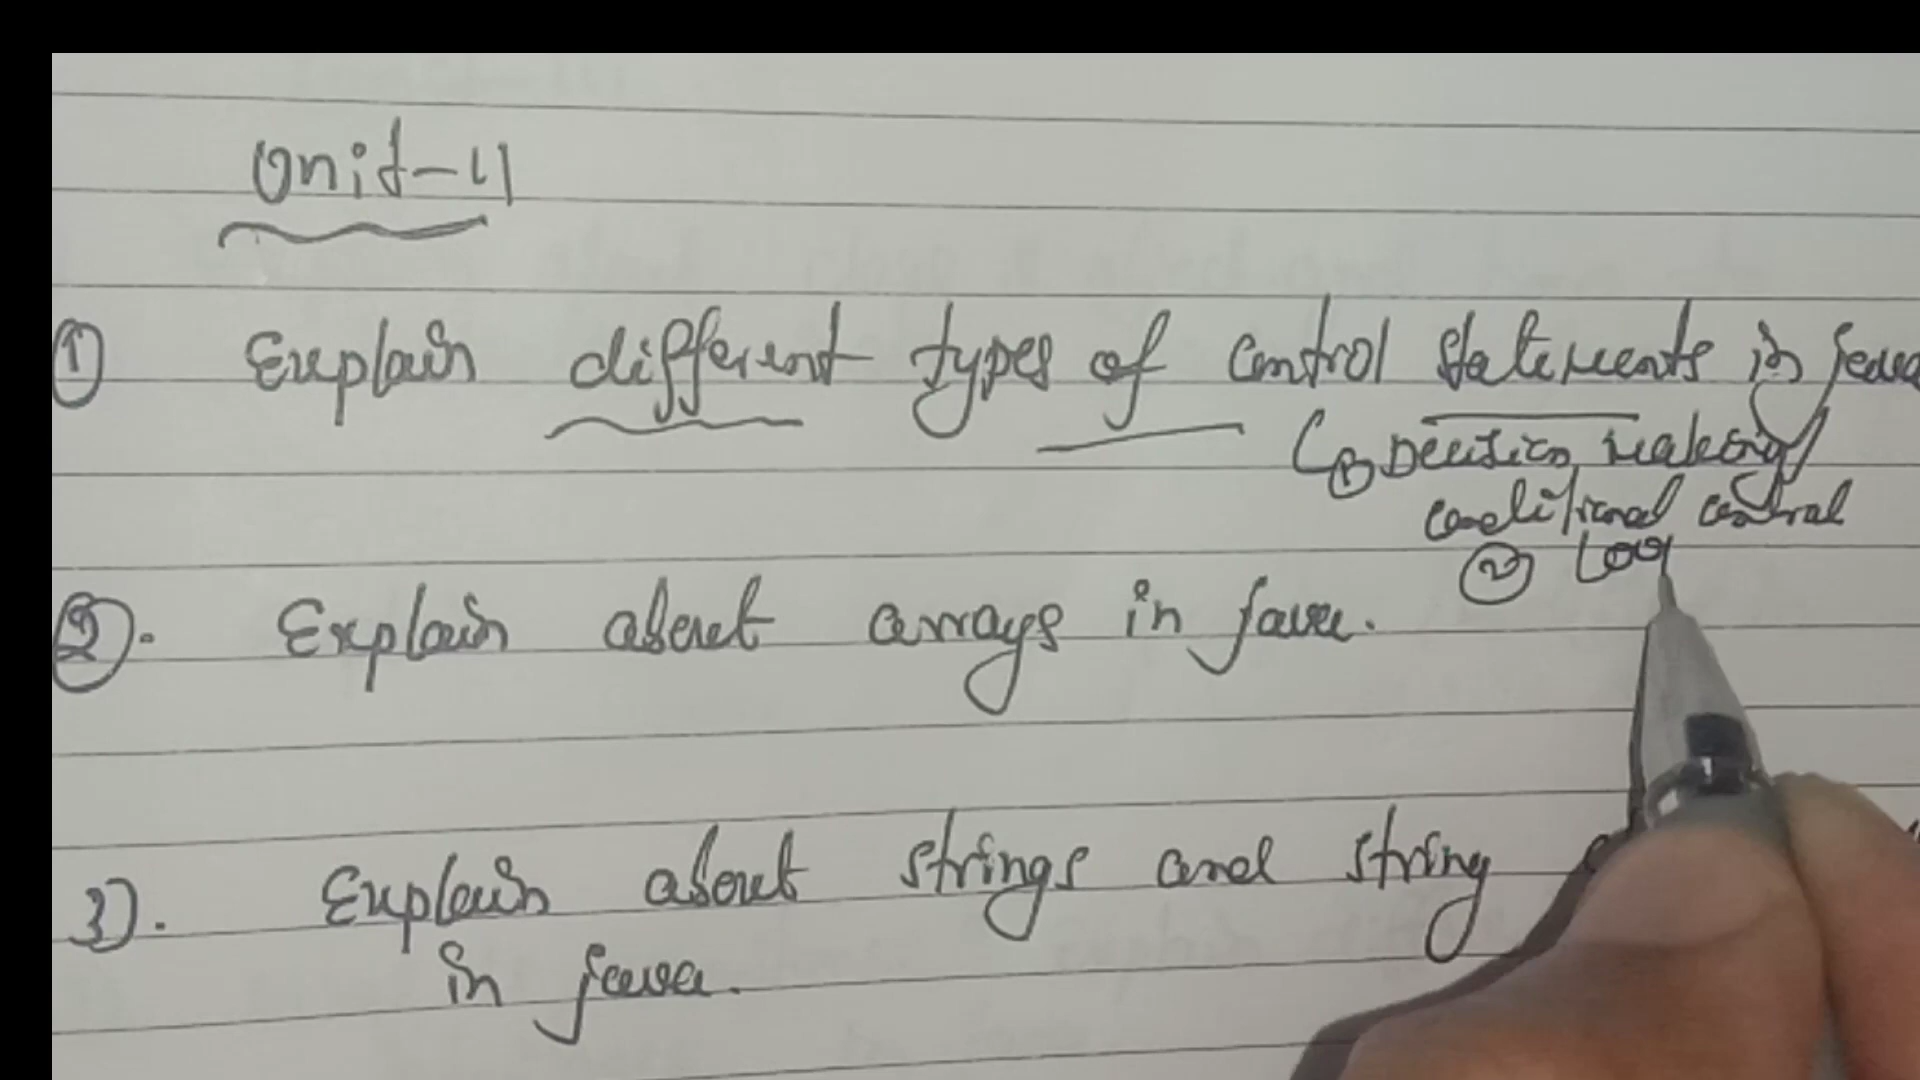 Unit-II
① Explain different types of control statements in java
① Decision making
conditional control
② Loo
②. Explain about arrays in java.
3). Explain about strings and string
in java.